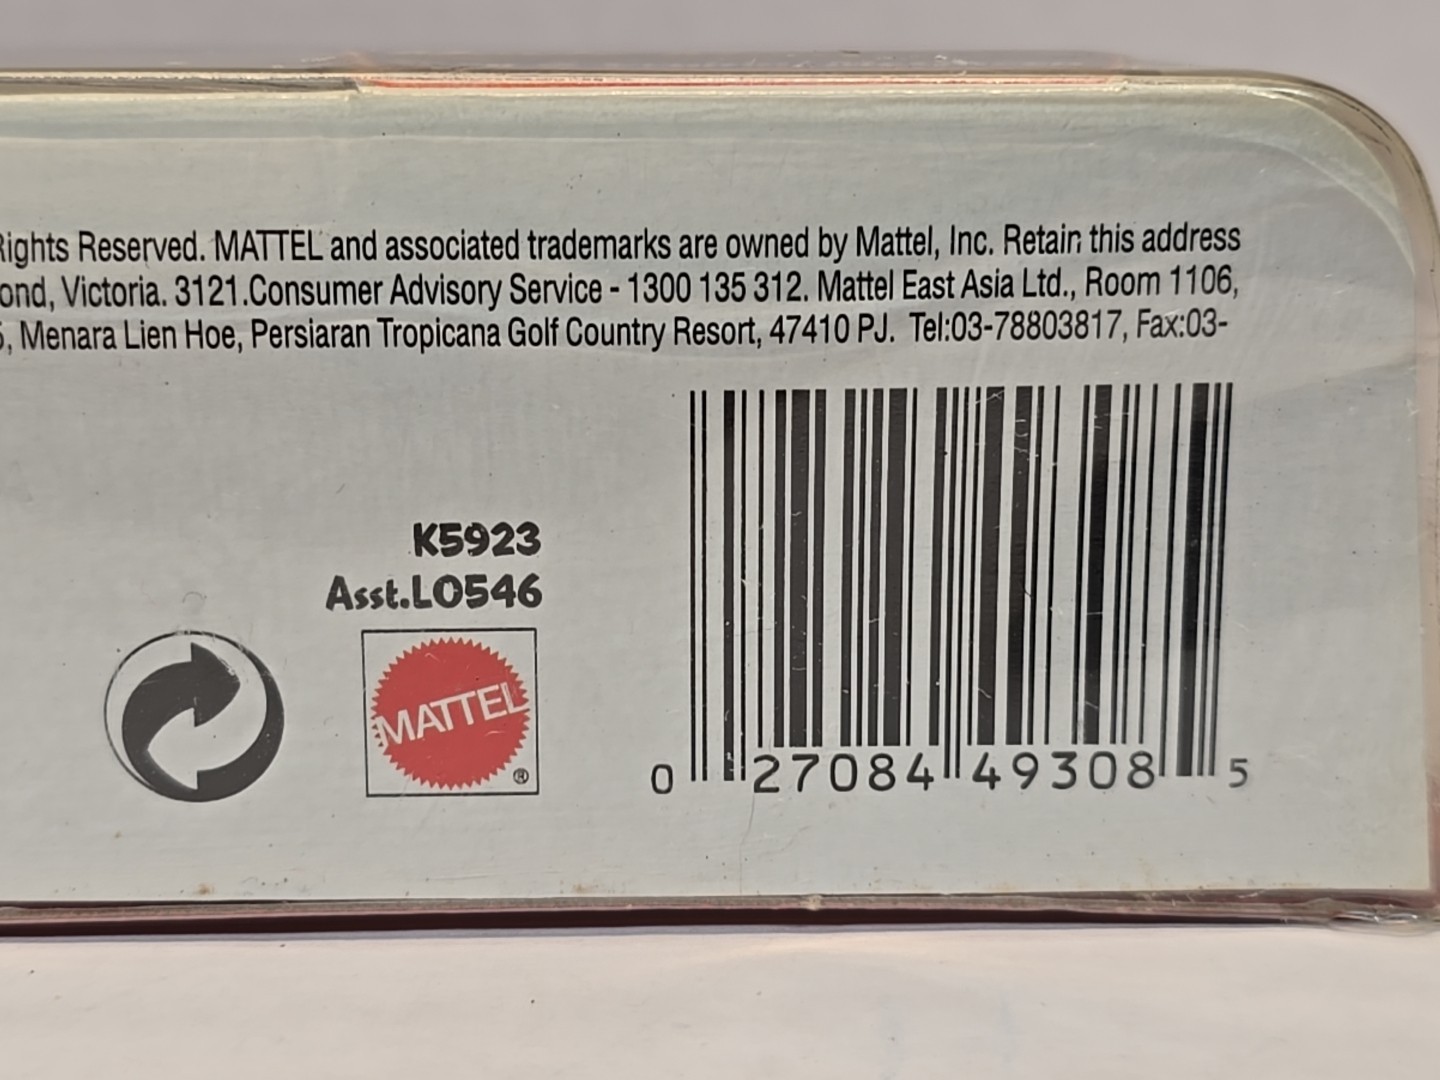 Rights Reserved. MATTEL and associated trademarks are owned by Mattel, Inc. Retain this address
ond, Victoria. 3121.Consumer Advisory Service - 1300 135 312. Mattel East Asia Ltd., Room 1106,
, Menara Lien Hoe, Persiaran Tropicana Golf Country Resort, 47410 PJ. Tel:03-78803817, Fax:03-
K5923
Asst.L0546
MATTEL
®
0 27084 49308 5